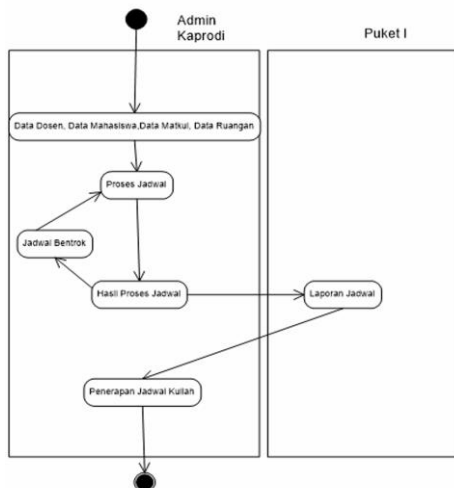 Admin
Kaprodi
Puket I
Data Dosen, Data Mahasiswa,Data Matkul, Data Ruangan
Proses Jadwal
Jadwal Bentrok
Hasil Proses Jadwal
Laporan Jadwal
Penerapan Jadwal Kuliah